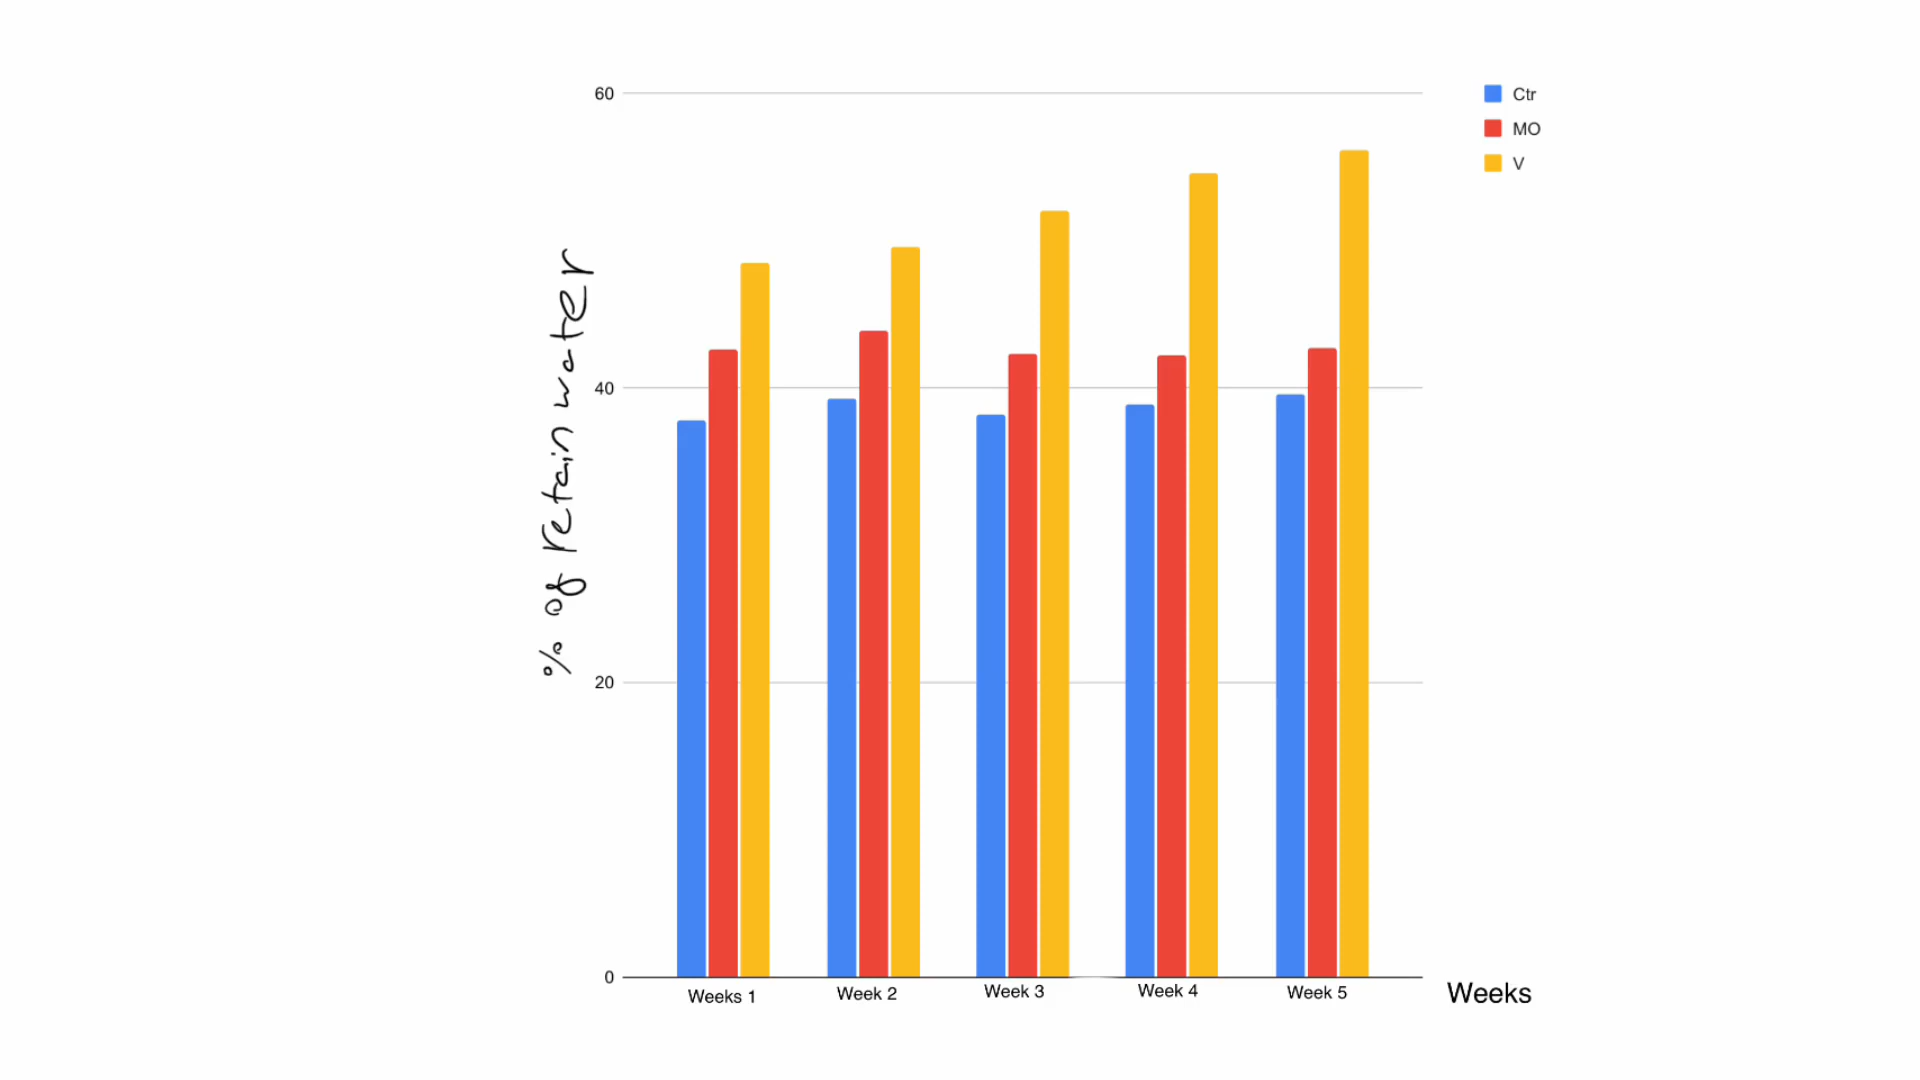 60
40
20
0
% of retain water
Weeks 1
Week 2
Week 3
Week 4
Week 5
Weeks
Ctr
MO
V